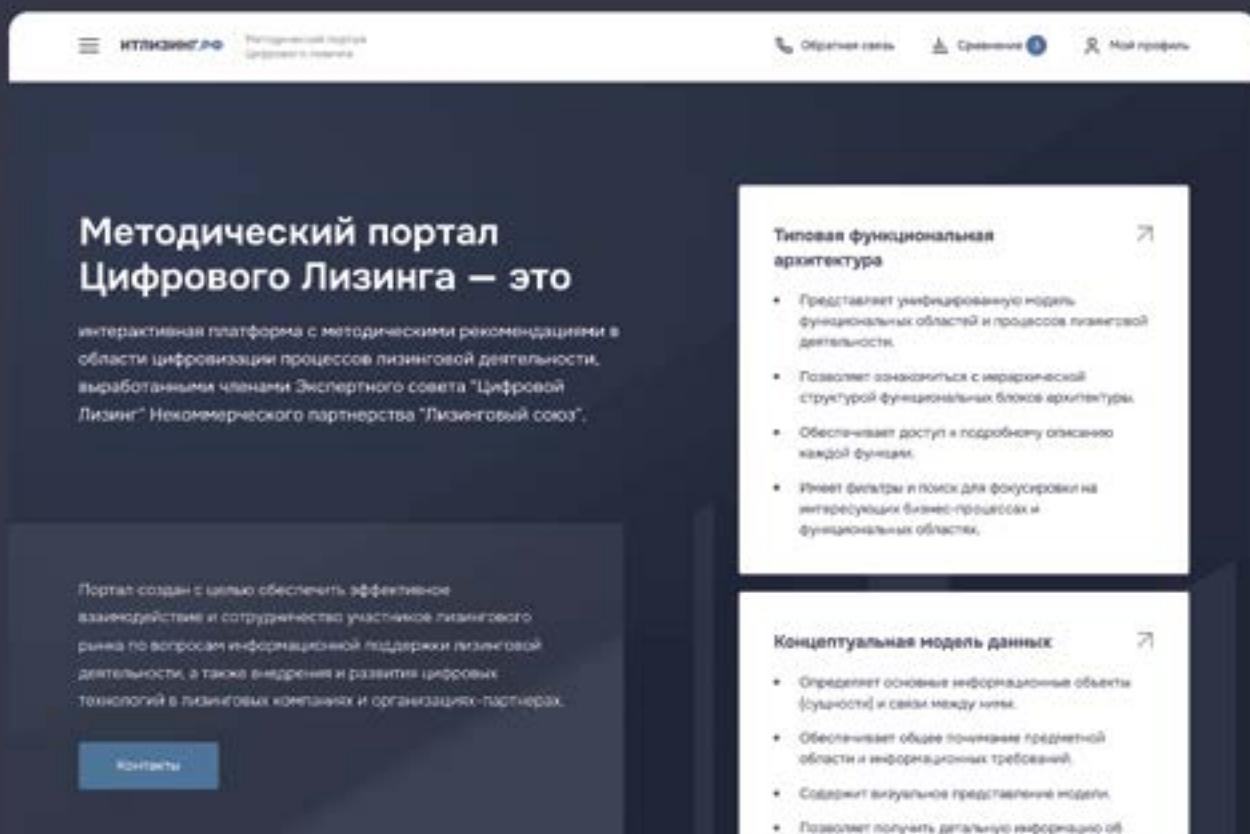 ИТЛИЗИНГ.РФ
Методический портал
Цифрового лизинга
Обратная связь
Сравнение
Мой профиль
Методический портал
Цифрового Лизинга — это
интерактивная платформа с методическими рекомендациями в
области цифровизации процессов лизинговой деятельности,
выработанными членами Экспертного совета "Цифровой
Лизинг" Некоммерческого партнерства "Лизинговый союз".
Портал создан с целью обеспечить эффективное
взаимодействие и сотрудничество участников лизингового
рынка по вопросам информационной поддержки лизинговой
деятельности, а также внедрения и развития цифровых
технологий в лизинговых компаниях и организациях-партнерах.
Контакты
Типовая функциональная
архитектура
• Представляет унифицированную модель
функциональных областей и процессов лизинговой
деятельности.
• Позволяет ознакомиться с иерархической
структурой функциональных блоков архитектуры.
• Обеспечивает доступ к подробному описанию
каждой функции.
• Имеет фильтры и поиск для фокусировки на
интересующих бизнес-процессах и
функциональных областях.
Концептуальная модель данных
• Определяет основные информационные объекты
(сущности) и связи между ними.
• Обеспечивает общее понимание предметной
области и информационных требований.
• Содержит визуальное представление модели.
• Позволяет получить детальную информацию об